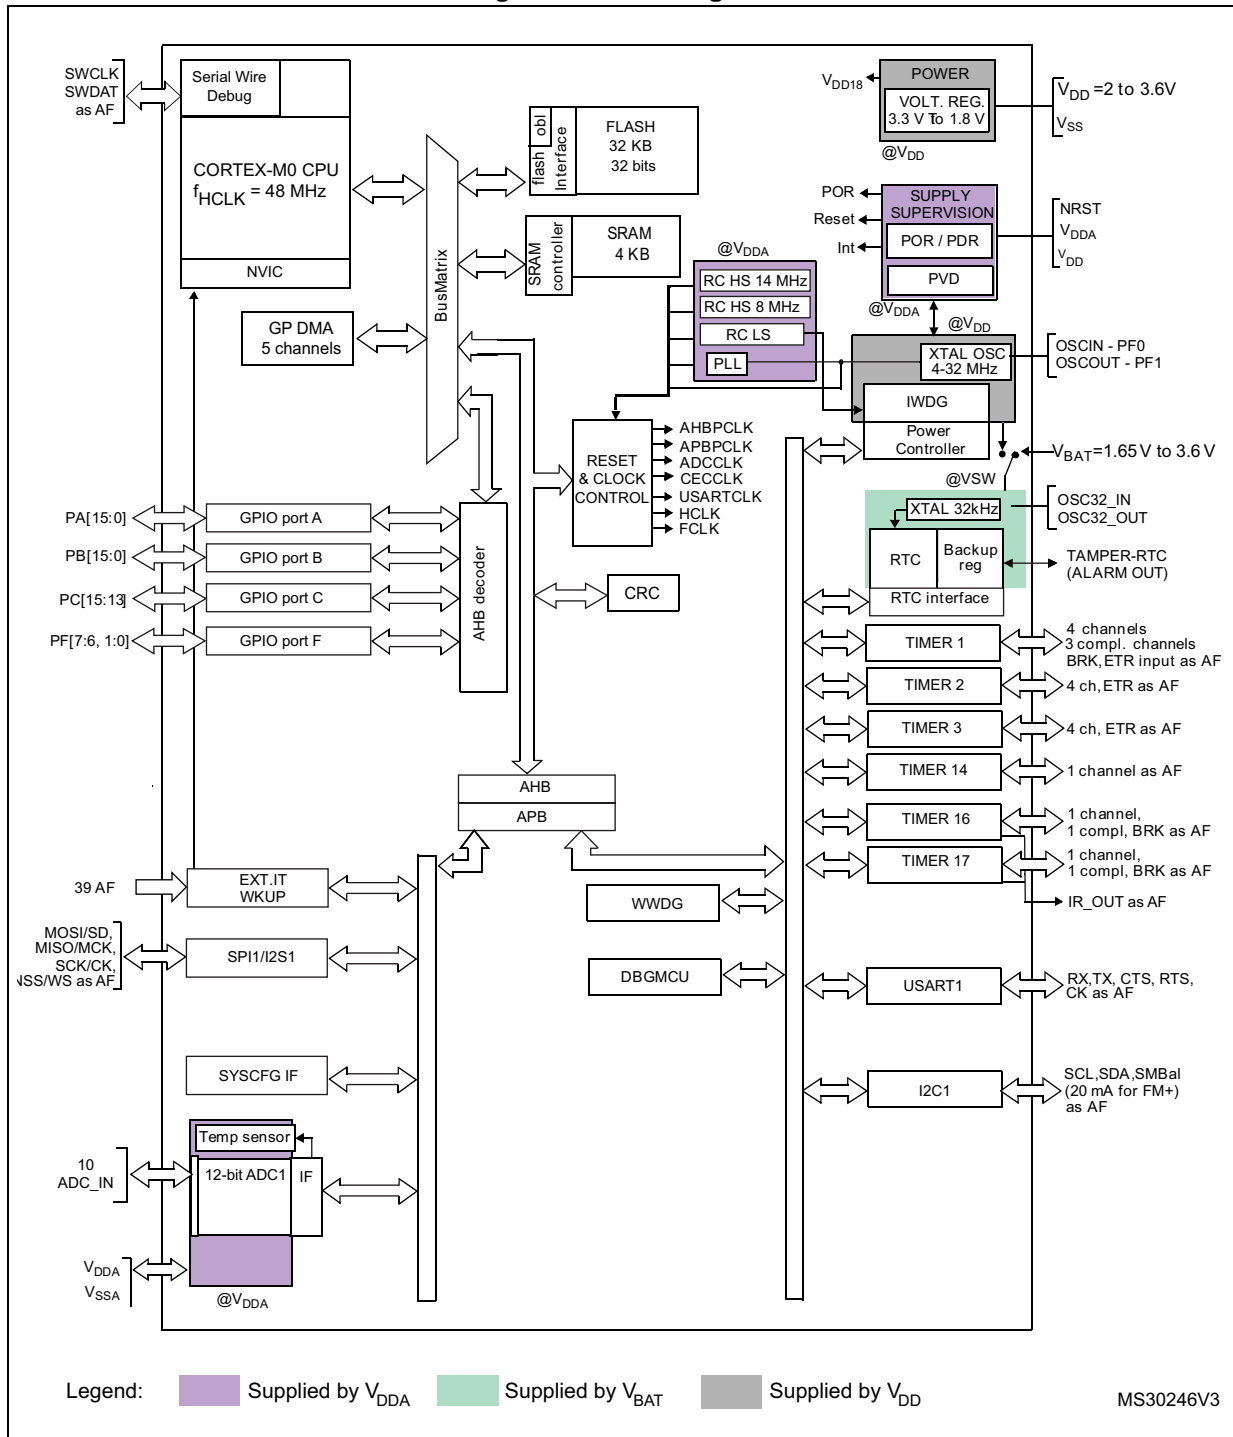 SWCLK
SWDAT
as AF
Serial Wire
Debug
CORTEX-M0 CPU
fHCLK = 48 MHz
NVIC
GP DMA
5 channels
BusMatrix
flash
obl
Interface
FLASH
32 KB
32 bits
SRAM
controller
SRAM
4 KB
VDD18
POWER
VOLT. REG.
3.3 V To 1.8 V
@VDD
VDD =2 to 3.6V
VSS
POR
Reset
Int
SUPPLY
SUPERVISION
POR / PDR
PVD
@VDDA
NRST
VDDA
VDD
@VDDA
RC HS 14 MHz
RC HS 8 MHz
RC LS
PLL
@VDD
XTAL OSC
4-32 MHz
OSCIN - PF0
OSCOUT - PF1
IWDG
Power
Controller
VBAT=1.65 V to 3.6 V
@VSW
RESET
& CLOCK
CONTROL
AHBPCLK
APBPCLK
ADCCLK
CECCLK
USARTCLK
HCLK
FCLK
XTAL 32kHz
OSC32_IN
OSC32_OUT
RTC
Backup
reg
RTC interface
TAMPER-RTC
(ALARM OUT)
PA[15:0]
GPIO port A
PB[15:0]
GPIO port B
PC[15:13]
GPIO port C
PF[7:6, 1:0]
GPIO port F
AHB decoder
CRC
TIMER 1
4 channels
3 compl. channels
BRK,ETR input as AF
TIMER 2
4 ch, ETR as AF
TIMER 3
4 ch, ETR as AF
TIMER 14
1 channel as AF
TIMER 16
1 channel,
1 compl, BRK as AF
TIMER 17
1 channel,
1 compl, BRK as AF
IR_OUT as AF
AHB
APB
39 AF
EXT.IT
WKUP
WWDG
MOSI/SD,
MISO/MCK,
SCK/CK,
NSS/WS as AF
SPI1/I2S1
DBGMCU
USART1
RX,TX, CTS, RTS,
CK as AF
SYSCFG IF
I2C1
SCL,SDA,SMBal
(20 mA for FM+)
as AF
Temp sensor
10
ADC_IN
12-bit ADC1
IF
VDDA
VSSA
@VDDA
Legend:
Supplied by VDDA
Supplied by VBAT
Supplied by VDD
MS30246V3